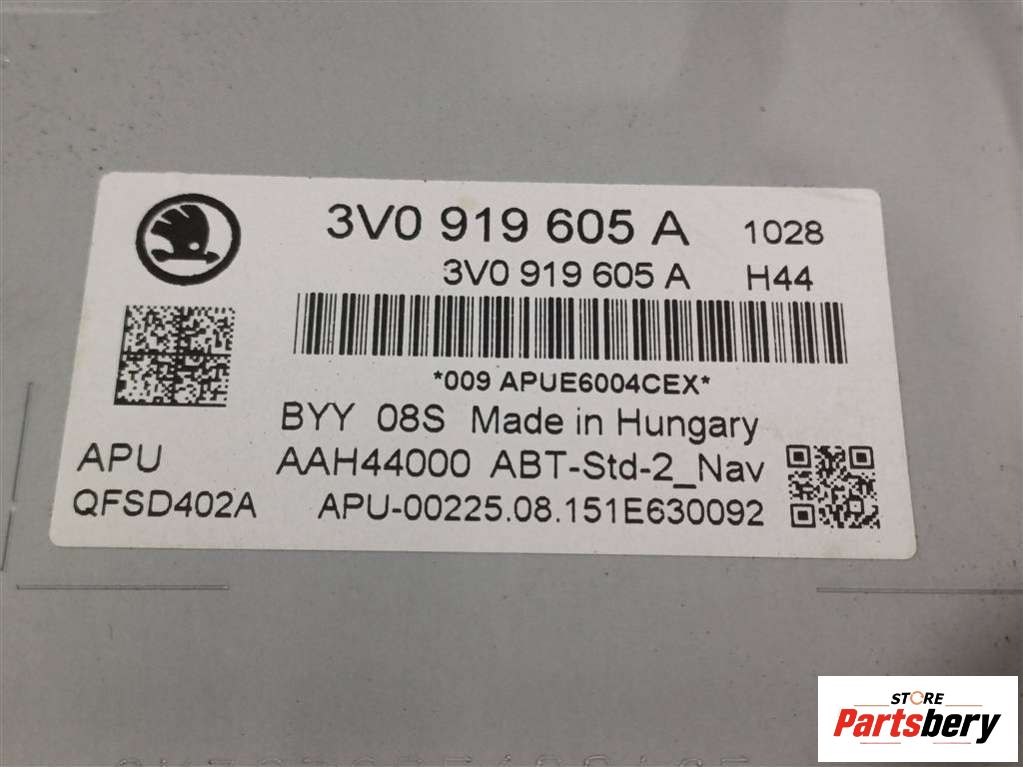 3V0 919 605 A 1028
3V0 919 605 A H44
*009 APUE6004CEX*
BYY 08S Made in Hungary
APU AAH44000 ABT-Std-2_Nav
QFSD402A APU-00225.08.151E630092
STORE
Partsbery